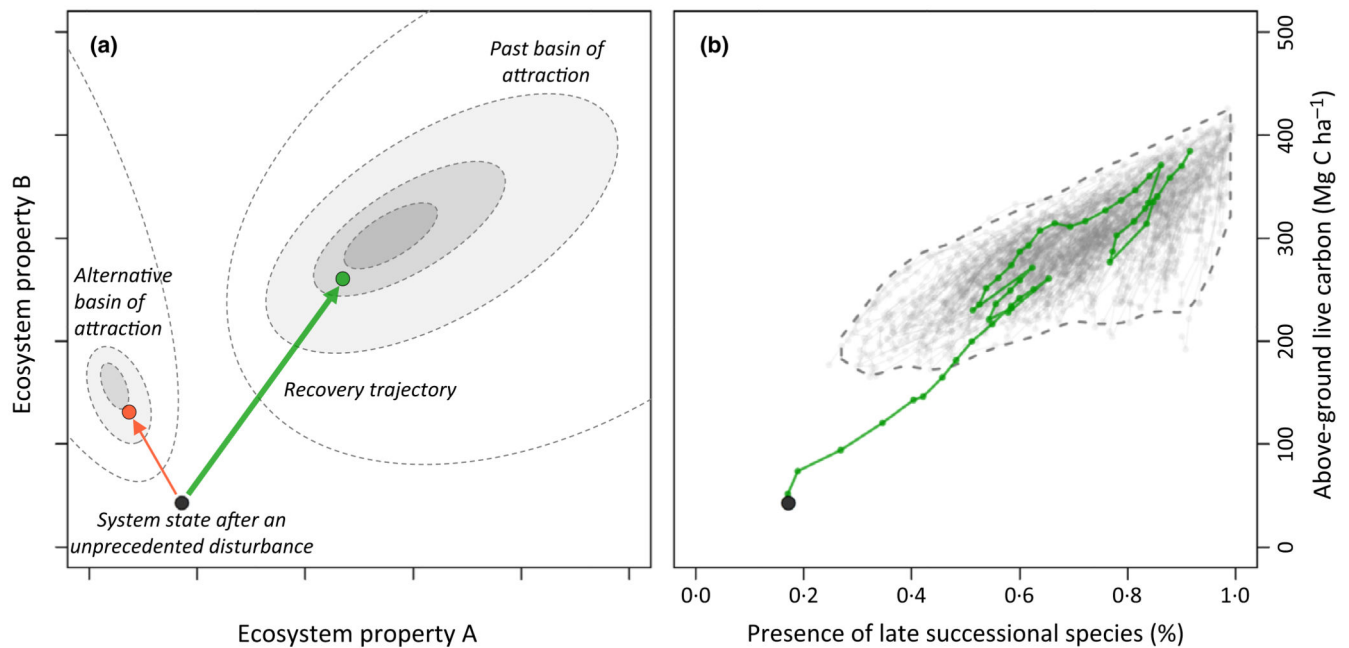 (a)
Past basin of
attraction
Alternative
basin of
attraction
Recovery trajectory
System state after an
unprecedented disturbance
Ecosystem property B
Ecosystem property A
(b)
500
400
300
200
100
0
Above-ground live carbon (Mg C ha⁻¹)
0·0 0·2 0·4 0·6 0·8 1·0
Presence of late successional species (%)